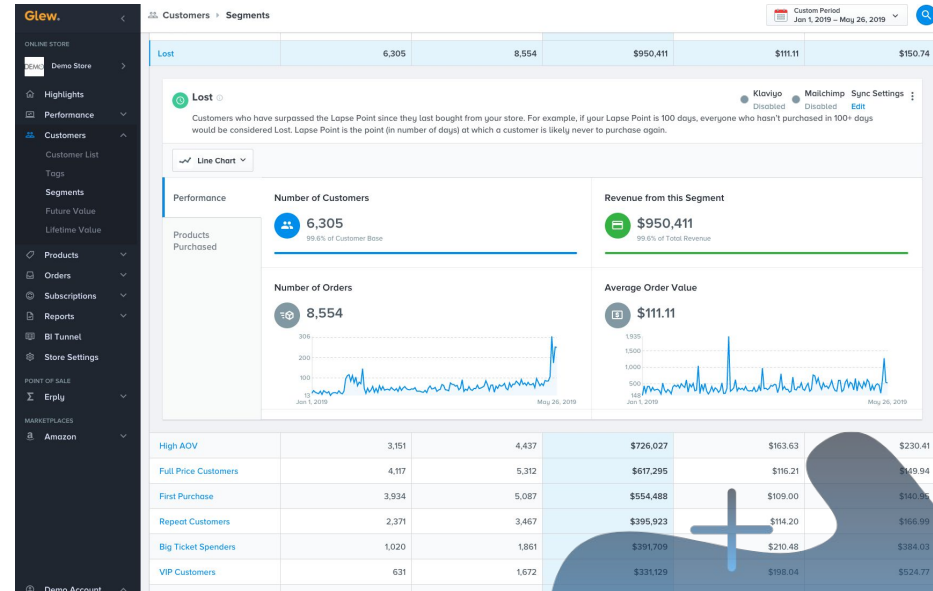 Glew.
Customers Segments
Custom Period
Jan 1, 2019 – May 26, 2019
ONLINE STORE
DEMO Demo Store
Highlights
Performance
Customers
Customer List
Tags
Segments
Future Value
Lifetime Value
Products
Orders
Subscriptions
Reports
BI Tunnel
Store Settings
POINT OF SALE
Erply
MARKETPLACES
Amazon
Demo Account
Lost 6,305 8,554 $950,411 $111.11 $150.74
Lost
Klaviyo Disabled
Mailchimp Disabled
Sync Settings Edit
Customers who have surpassed the Lapse Point since they last bought from your store. For example, if your Lapse Point is 100 days, everyone who hasn't purchased in 100+ days
would be considered Lost. Lapse Point is the point (in number of days) at which a customer is likely never to purchase again.
Line Chart
Performance
Products
Purchased
Number of Customers
6,305
99.6% of Customer Base
Revenue from this Segment
$950,411
99.6% of Total Revenue
Number of Orders
8,554
306
200
100
13
Jan 1, 2019 May 26, 2019
Average Order Value
$111.11
1,935
1,500
1,000
500
148
Jan 1, 2019 May 26, 2019
High AOV 3,151 4,437 $726,027 $163.63 $230.41
Full Price Customers 4,117 5,312 $617,295 $116.21 $149.94
First Purchase 3,934 5,087 $554,488 $109.00 $140.95
Repeat Customers 2,371 3,467 $395,923 $114.20 $166.99
Big Ticket Spenders 1,020 1,861 $391,709 $210.48 $384.03
VIP Customers 631 1,672 $331,129 $198.04 $524.77